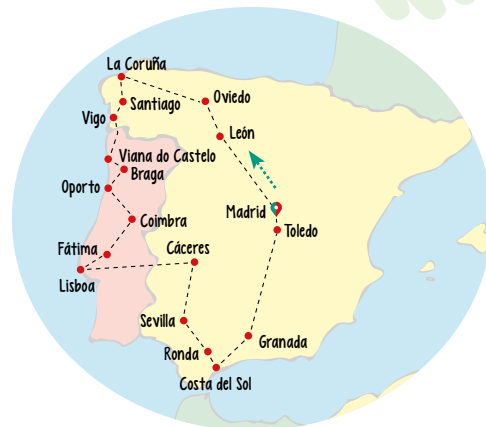 La Coruña
Santiago
Oviedo
Vigo
León
Viana do Castelo
Braga
Oporto
Madrid
Coimbra
Toledo
Fátima
Cáceres
Lisboa
Sevilla
Granada
Ronda
Costa del Sol